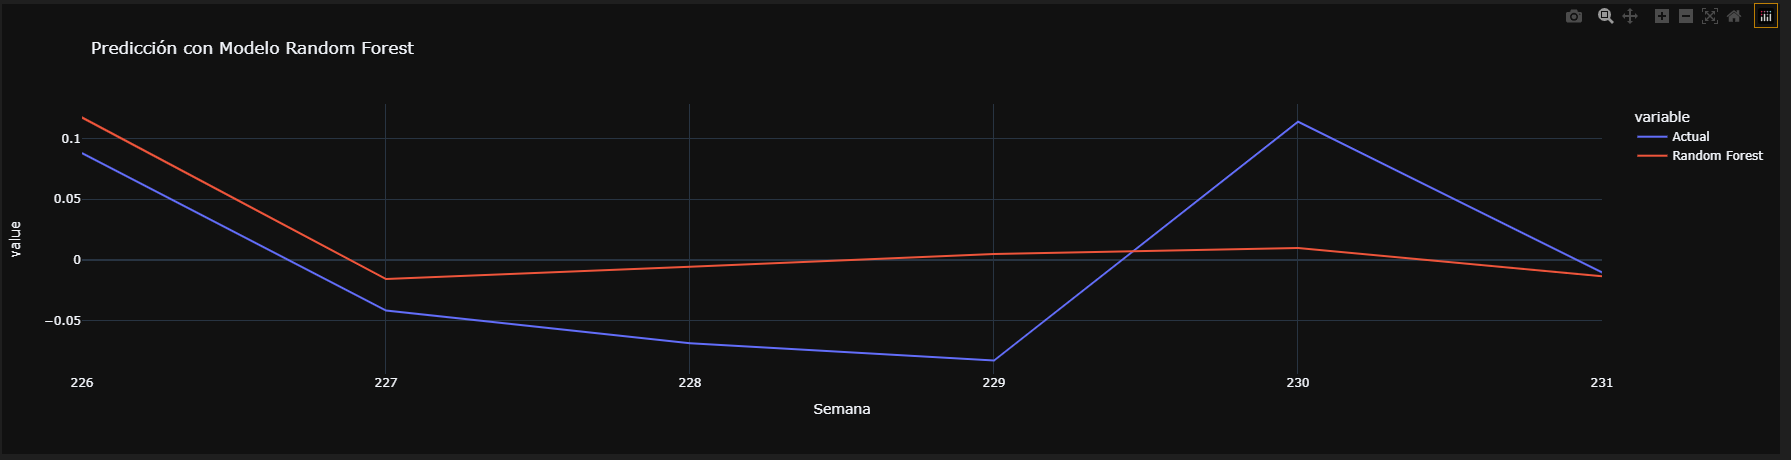 Predicción con Modelo Random Forest
variable
Actual
Random Forest
value
0.1
0.05
0
−0.05
226 227 228 229 230 231
Semana